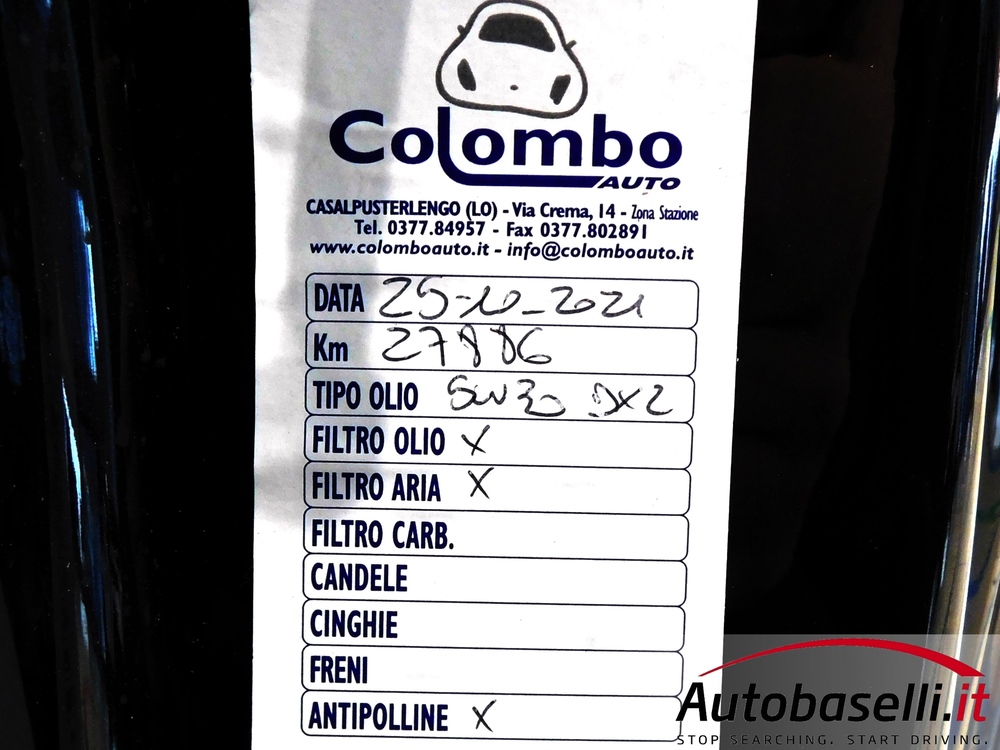 Colombo
AUTO
CASALPUSTERLENGO (LO) - Via Crema, 14 - Zona Stazione
Tel. 0377.84957 - Fax 0377.802891
www.colomboauto.it - info@colomboauto.it
DATA 25-10-2021
Km 27886
TIPO OLIO 5W30 DX2
FILTRO OLIO X
FILTRO ARIA X
FILTRO CARB.
CANDELE
CINGHIE
FRENI
ANTIPOLLINE X
Autobaselli.it
STOP SEARCHING. START DRIVING.